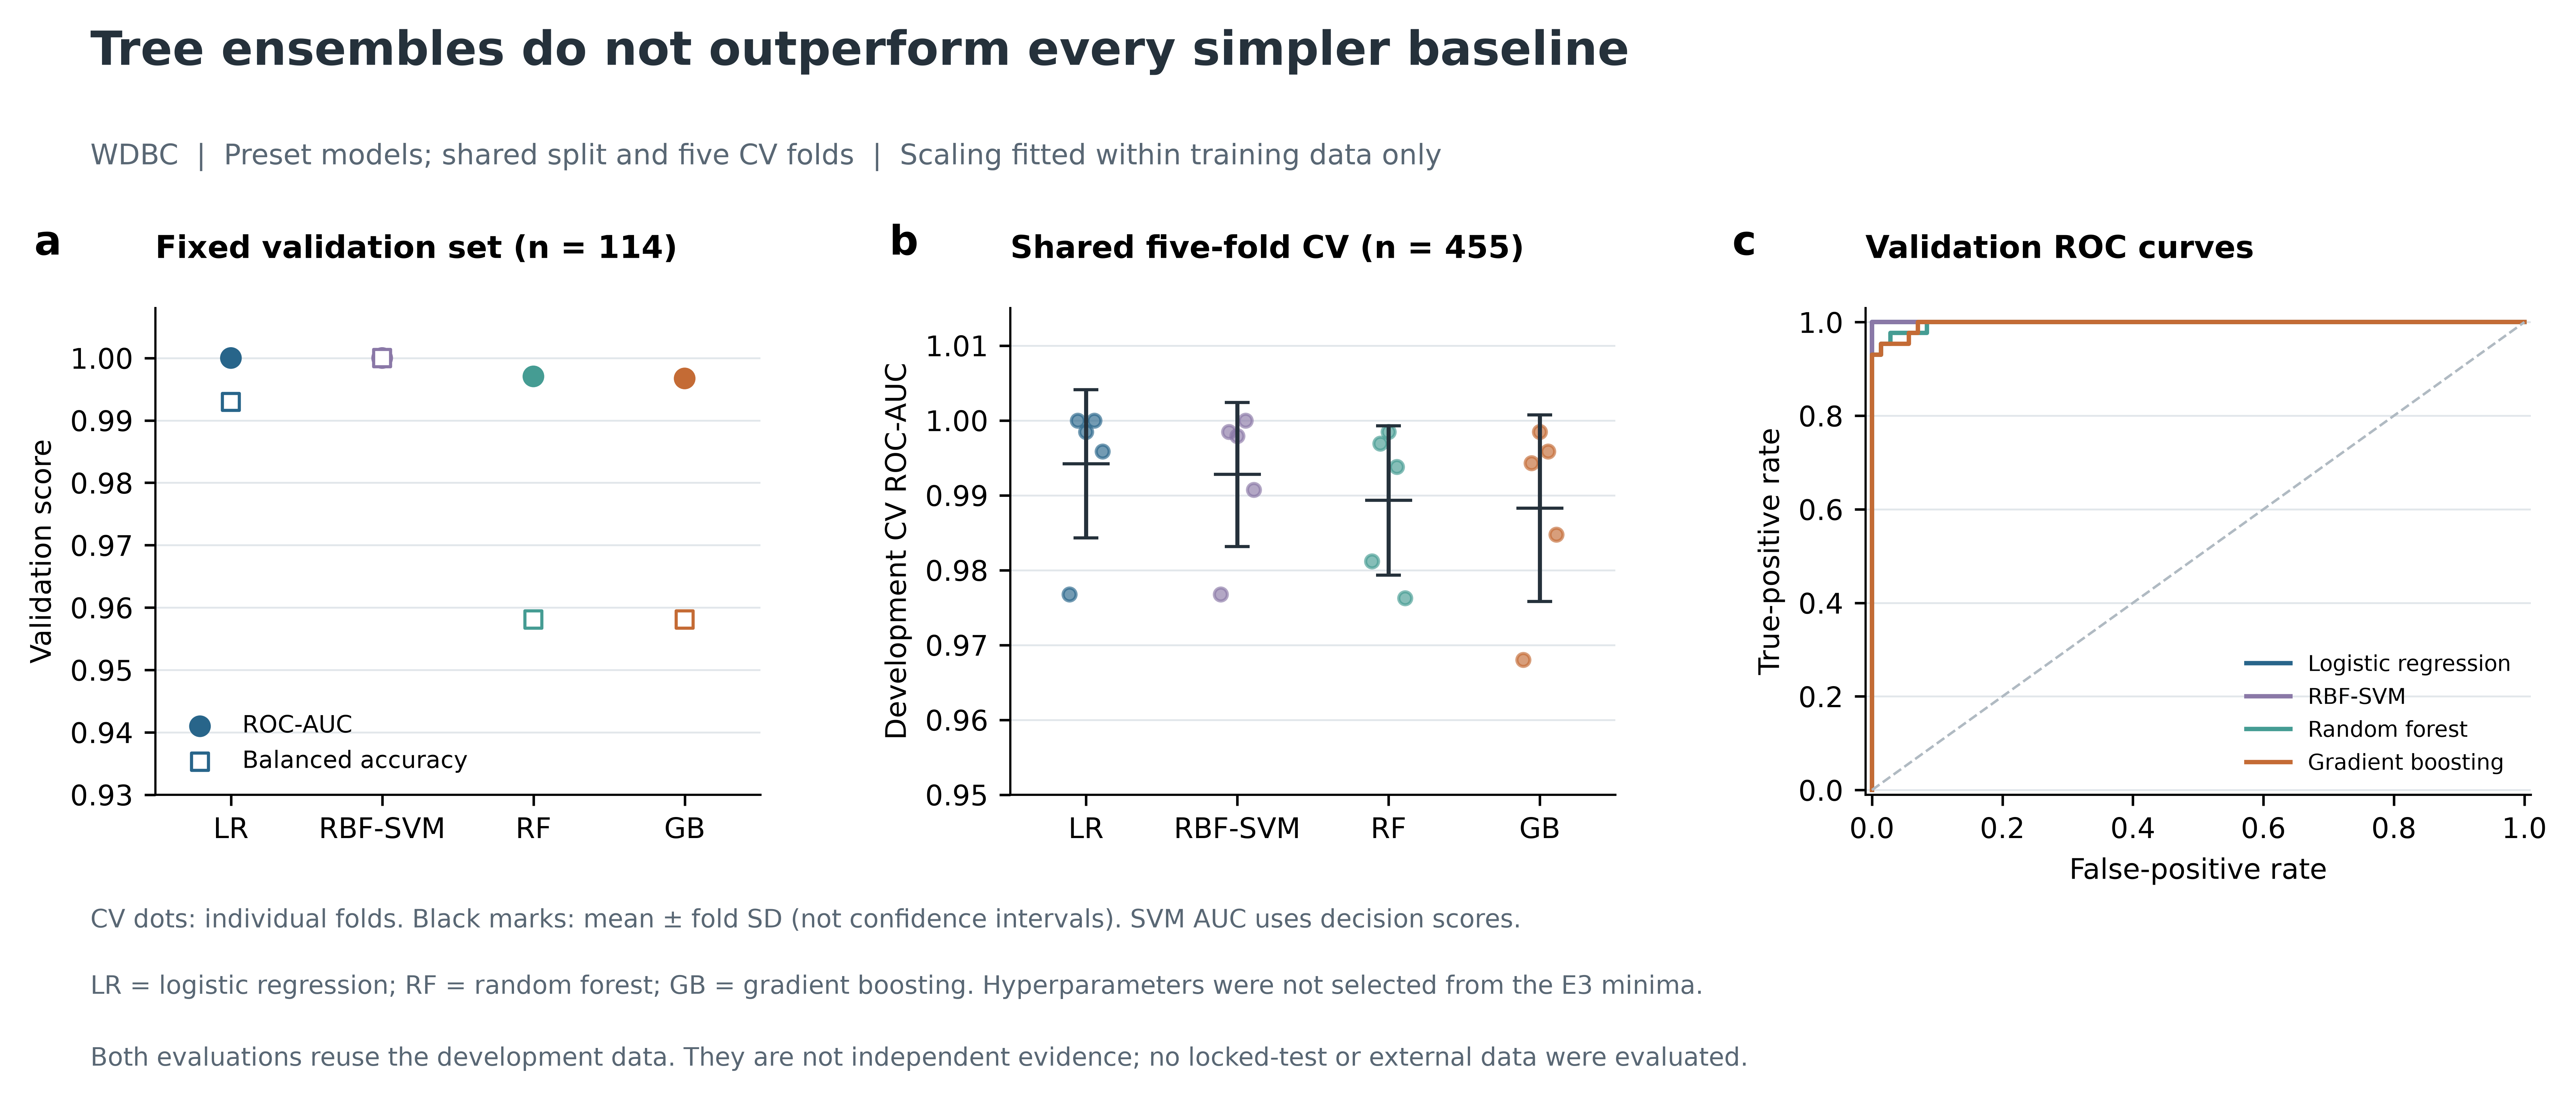 Tree ensembles do not outperform every simpler baseline
WDBC | Preset models; shared split and five CV folds | Scaling fitted within training data only
a
Fixed validation set (n = 114)
Validation score
1.00
0.99
0.98
0.97
0.96
0.95
0.94
0.93
ROC-AUC
Balanced accuracy
LR
RBF-SVM
RF
GB
b
Shared five-fold CV (n = 455)
Development CV ROC-AUC
1.01
1.00
0.99
0.98
0.97
0.96
0.95
LR
RBF-SVM
RF
GB
c
Validation ROC curves
True-positive rate
1.0
0.8
0.6
0.4
0.2
0.0
Logistic regression
RBF-SVM
Random forest
Gradient boosting
0.0
0.2
0.4
0.6
0.8
1.0
False-positive rate
CV dots: individual folds. Black marks: mean ± fold SD (not confidence intervals). SVM AUC uses decision scores.
LR = logistic regression; RF = random forest; GB = gradient boosting. Hyperparameters were not selected from the E3 minima.
Both evaluations reuse the development data. They are not independent evidence; no locked-test or external data were evaluated.